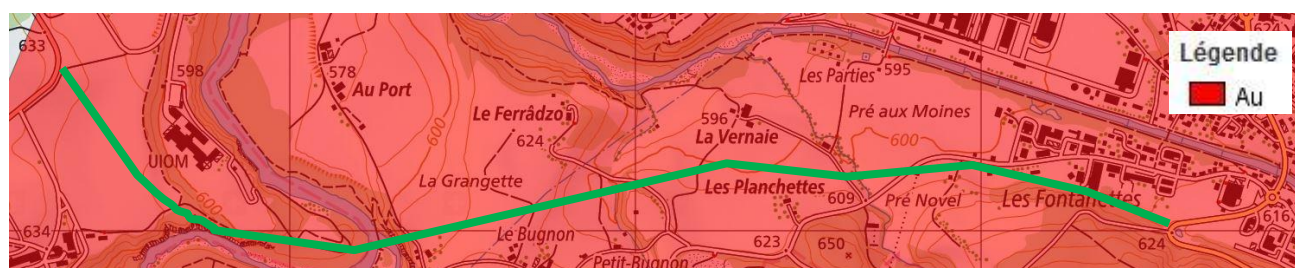 633
624
Légende
Au
598
578
Au Port
Les Parties
595
Le Ferrâdzo
596
La Vernaie
Pré aux Moines
600
600
624
UIOM
La Grangette
Les Planchettes
609
Pré Novel
Les Fontanettes
616
600
634
Le Bugnon
623
650
624
Petit-Bugnon